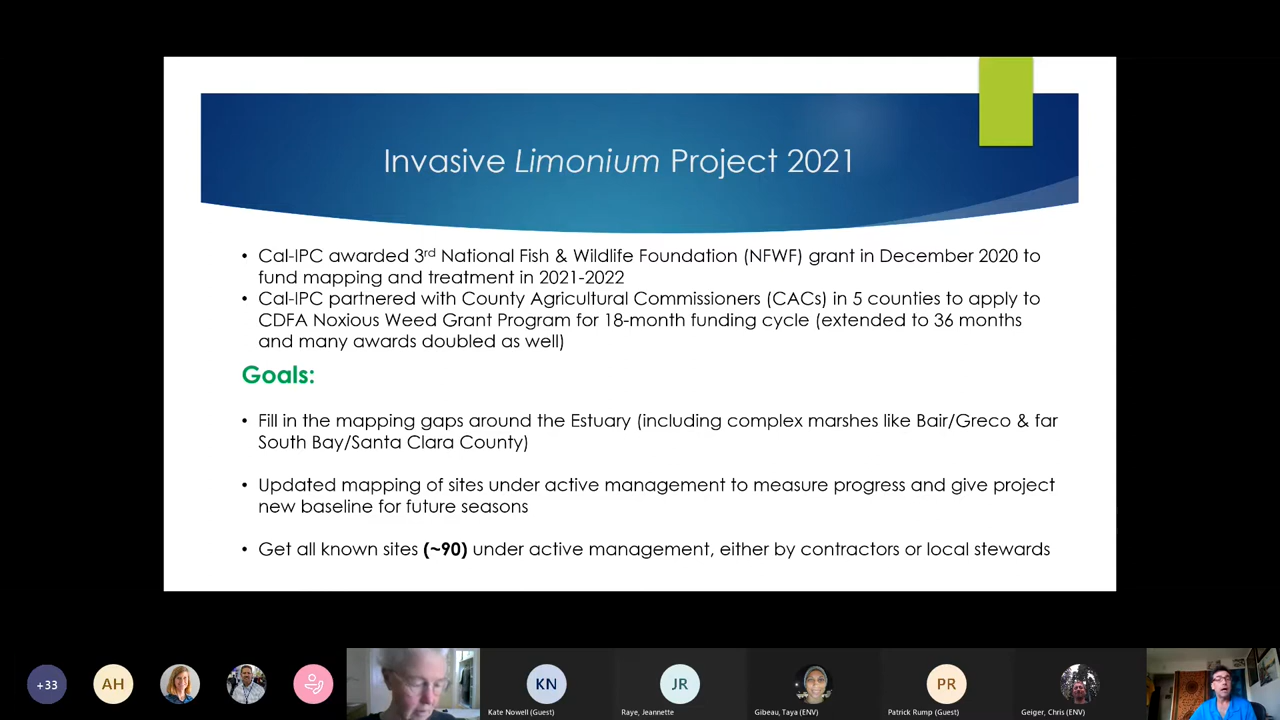 Invasive Limonium Project 2021
• Cal-IPC awarded 3rd National Fish & Wildlife Foundation (NFWF) grant in December 2020 to
fund mapping and treatment in 2021-2022
• Cal-IPC partnered with County Agricultural Commissioners (CACs) in 5 counties to apply to
CDFA Noxious Weed Grant Program for 18-month funding cycle (extended to 36 months
and many awards doubled as well)
Goals:
• Fill in the mapping gaps around the Estuary (including complex marshes like Bair/Greco & far
South Bay/Santa Clara County)
• Updated mapping of sites under active management to measure progress and give project
new baseline for future seasons
• Get all known sites (~90) under active management, either by contractors or local stewards
+33
AH
KN
JR
PR
Kate Nowell (Guest)
Raye, Jeannette
Gibeau, Taya (ENV)
Patrick Rump (Guest)
Geiger, Chris (ENV)